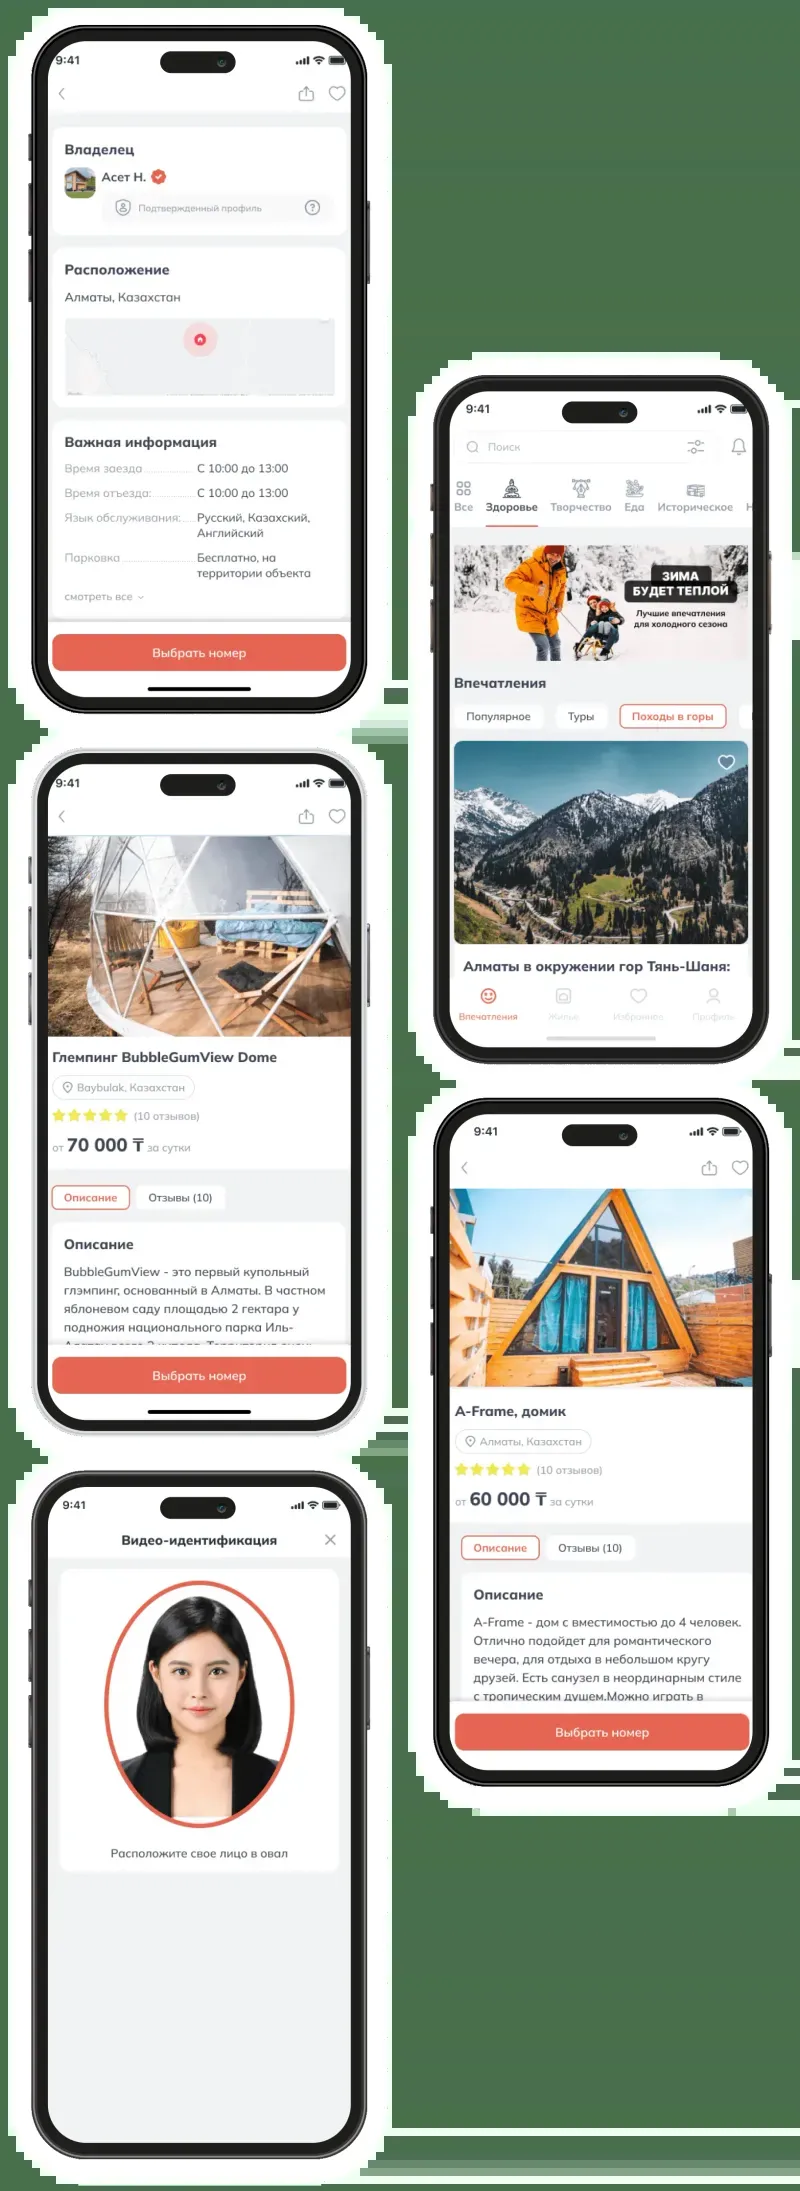 9:41
Владелец
Асет Н.
Подтвержденный профиль
Расположение
Алматы, Казахстан
Важная информация
Время заезда С 10:00 до 13:00
Время отъезда: С 10:00 до 13:00
Язык обслуживания: Русский, Казахский,
Английский
Парковка Бесплатно, на
территории объекта
смотреть все
Выбрать номер
9:41
Поиск
Все Здоровье Творчество Еда Историческое
ЗИМА
БУДЕТ ТЕПЛОЙ
Лучшие впечатления
для холодного сезона
Впечатления
Популярное Туры Походы в горы
Алматы в окружении гор Тянь-Шаня:
Впечатления Жилье Избранное Профиль
9:41
Глемпинг BubbleGumView Dome
Baybulak, Казахстан
(10 отзывов)
от 70 000 ₸ за сутки
Описание Отзывы (10)
Описание
BubbleGumView - это первый купольный
глэмпинг, основанный в Алматы. В частном
яблоневом саду площадью 2 гектара у
подножия национального парка Иль-
Выбрать номер
9:41
A-Frame, домик
Алматы, Казахстан
(10 отзывов)
от 60 000 ₸ за сутки
Описание Отзывы (10)
Описание
A-Frame - дом с вместимостью до 4 человек.
Отлично подойдет для романтического
вечера, для отдыха в небольшом кругу
друзей. Есть санузел в неординарным стиле
с тропическим душем.Можно играть в
Выбрать номер
9:41
Видео-идентификация
Расположите свое лицо в овал